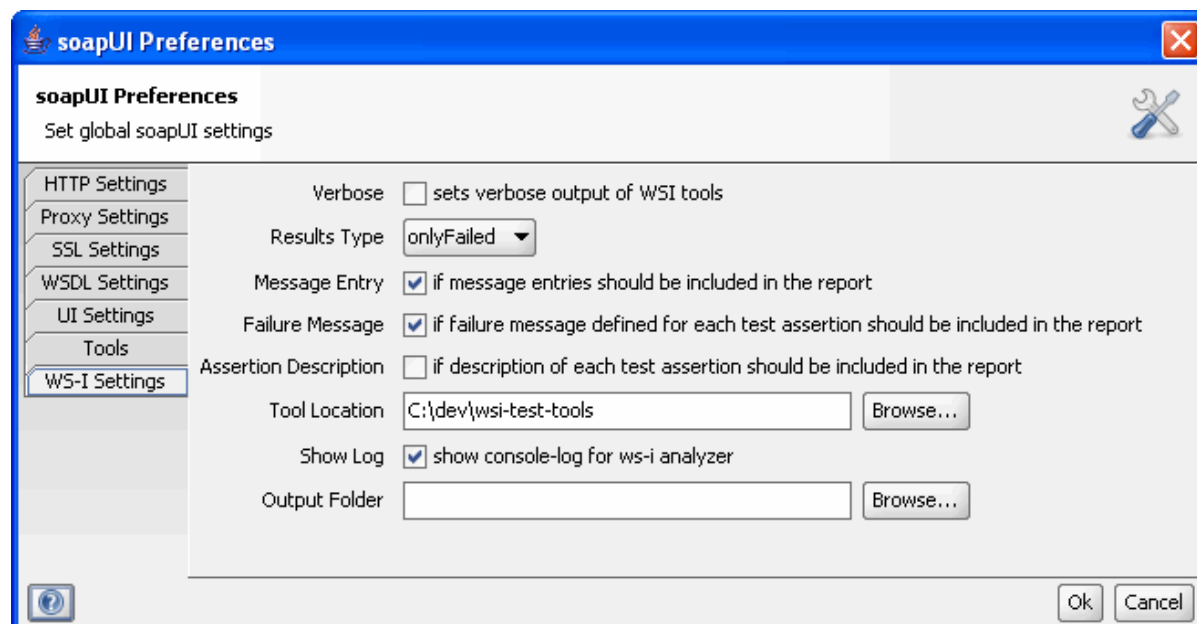 soapUI Preferences
soapUI Preferences
Set global soapUI settings
HTTP Settings
Proxy Settings
SSL Settings
WSDL Settings
UI Settings
Tools
WS-I Settings
Verbose sets verbose output of WSI tools
Results Type onlyFailed
Message Entry if message entries should be included in the report
Failure Message if failure message defined for each test assertion should be included in the report
Assertion Description if description of each test assertion should be included in the report
Tool Location C:\dev\wsi-test-tools Browse...
Show Log show console-log for ws-i analyzer
Output Folder Browse...
Ok Cancel